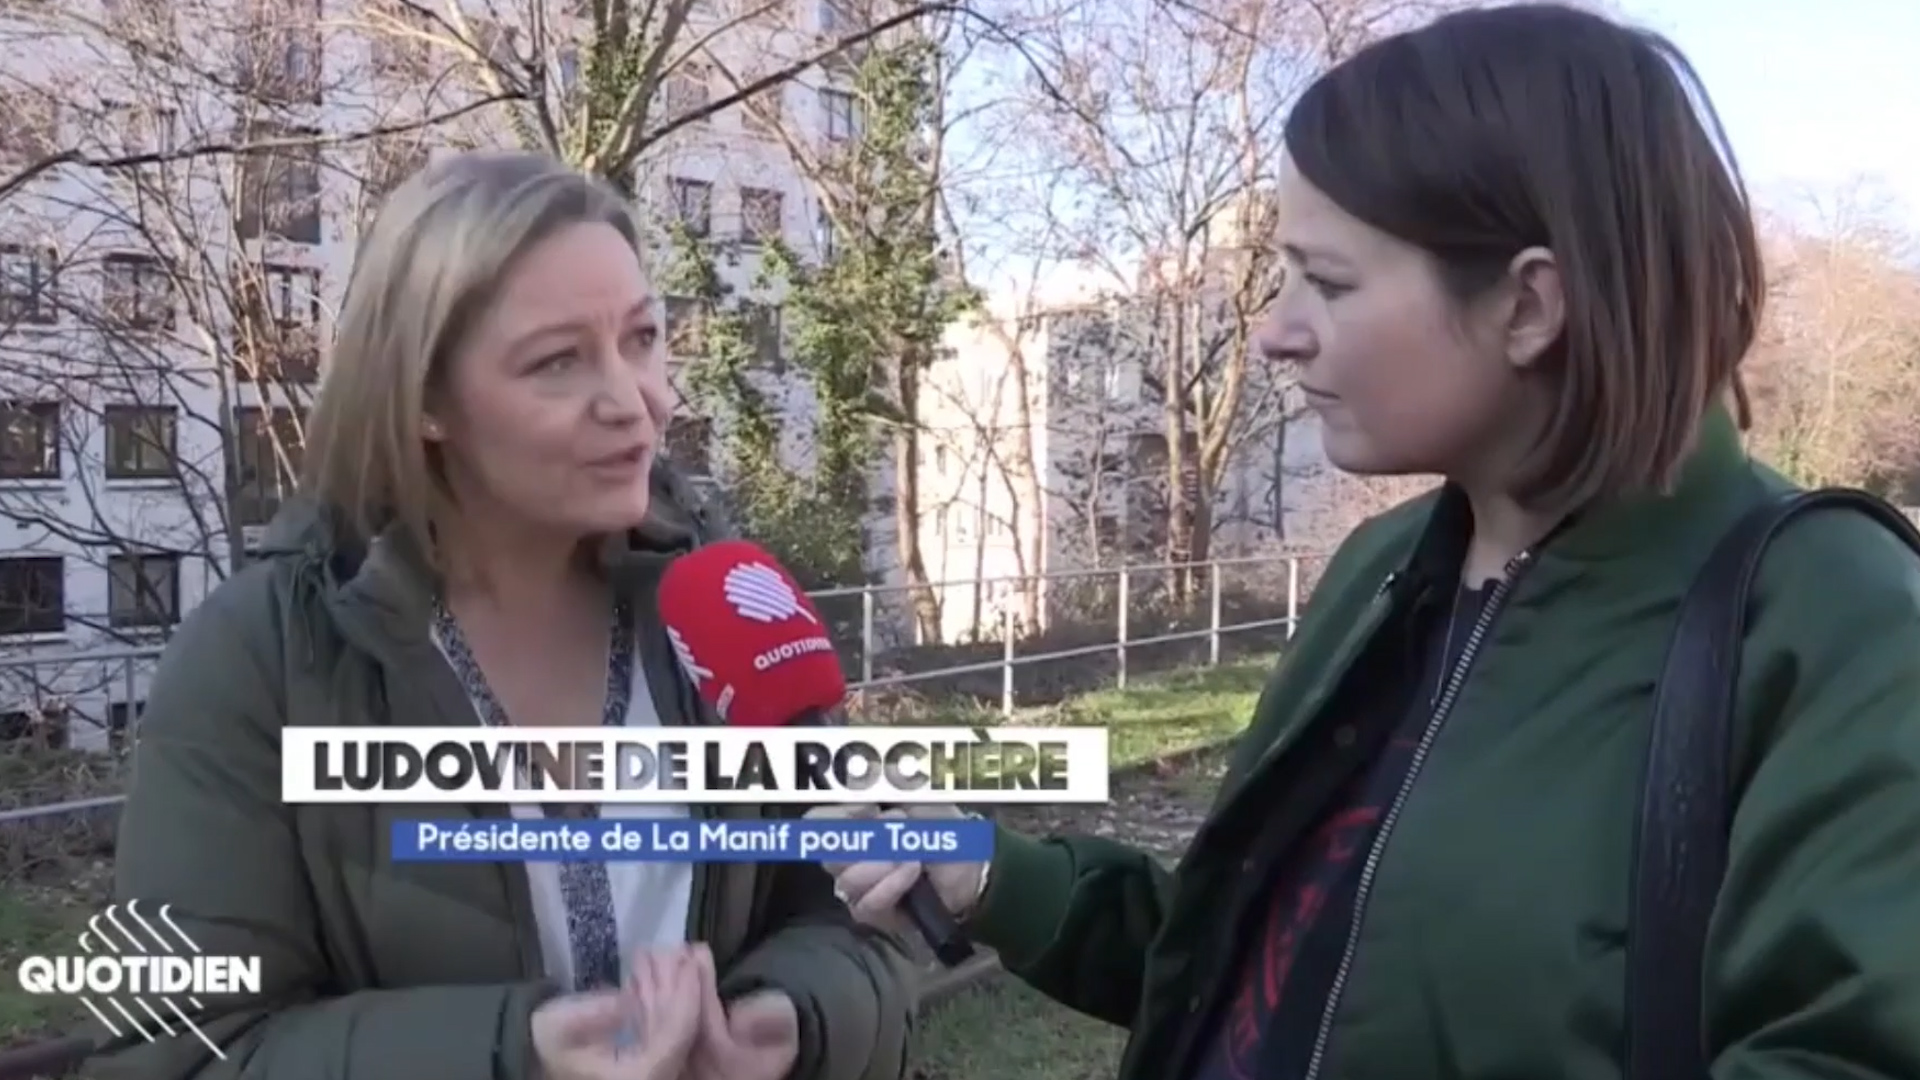 QUOTIDIEN
LUDOVINE DE LA ROCHÈRE
Présidente de La Manif pour Tous
QUOTIDIEN